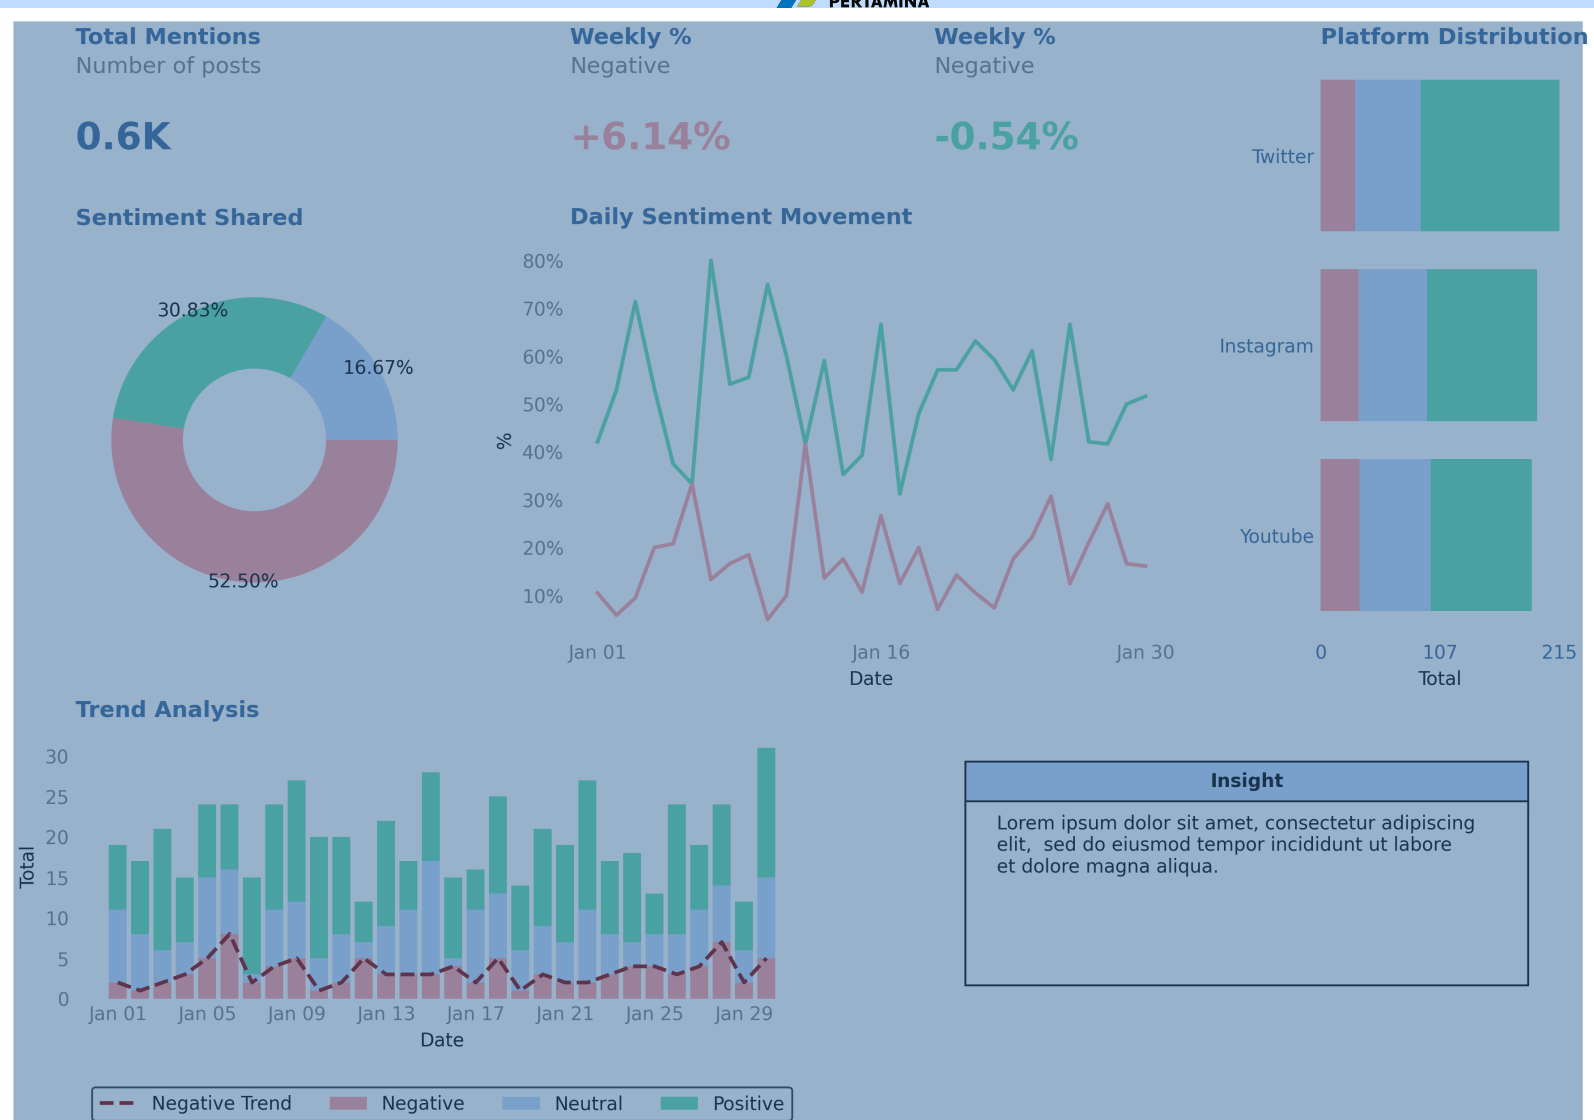 PERTAMINA
Total Mentions
Number of posts
0.6K
Weekly %
Negative
+6.14%
Weekly %
Negative
-0.54%
Platform Distribution
Twitter
Instagram
Youtube
0 107 215
Total
Sentiment Shared
30.83%
16.67%
52.50%
Daily Sentiment Movement
80%
70%
60%
50%
40%
30%
20%
10%
%
Jan 01 Jan 16 Jan 30
Date
Trend Analysis
30
25
20
15
10
5
0
Total
Jan 01 Jan 05 Jan 09 Jan 13 Jan 17 Jan 21 Jan 25 Jan 29
Date
Negative Trend Negative Neutral Positive
Insight
Lorem ipsum dolor sit amet, consectetur adipiscing
elit,  sed do eiusmod tempor incididunt ut labore
et dolore magna aliqua.